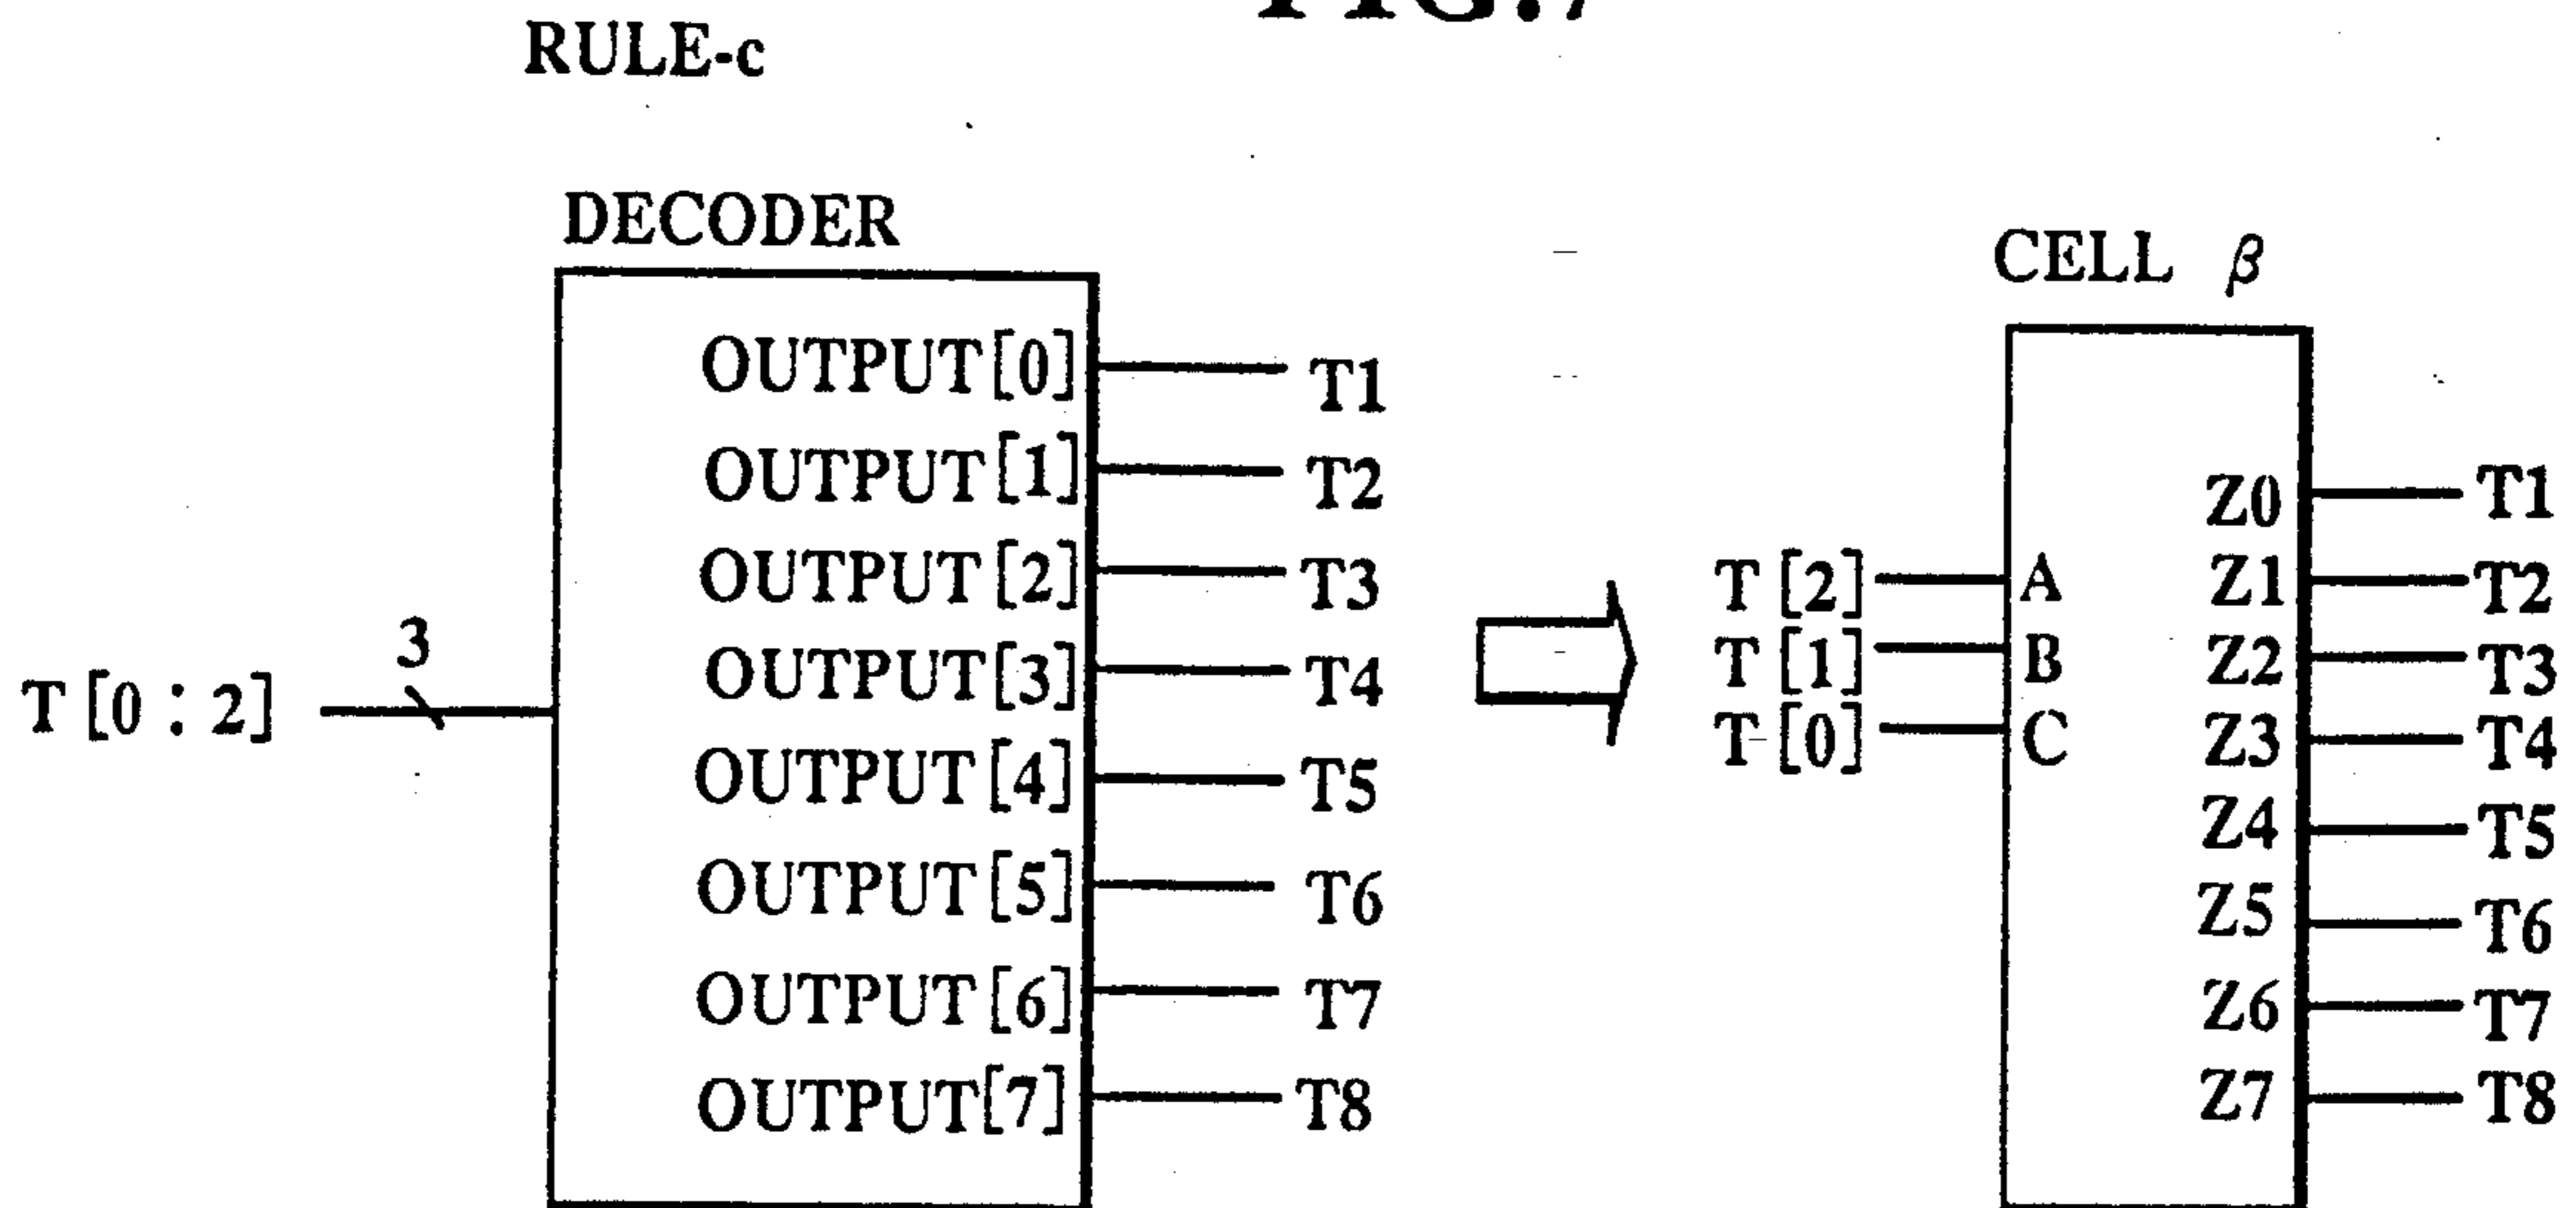 FIG.7
RULE-c
DECODER
T[0:2]
3
OUTPUT[0] T1
OUTPUT[1] T2
OUTPUT[2] T3
OUTPUT[3] T4
OUTPUT[4] T5
OUTPUT[5] T6
OUTPUT[6] T7
OUTPUT[7] T8
CELL β
T[2] A
T[1] B
T[0] C
Z0 T1
Z1 T2
Z2 T3
Z3 T4
Z4 T5
Z5 T6
Z6 T7
Z7 T8